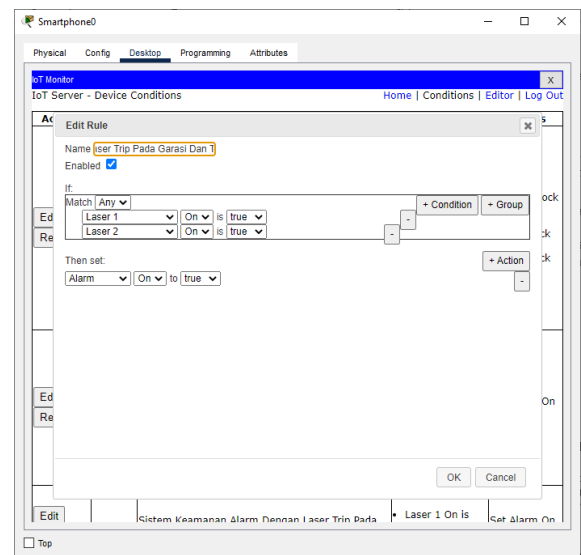 Smartphone0
Physical Config Desktop Programming Attributes
IoT Monitor X
IoT Server - Device Conditions Home | Conditions | Editor | Log Out
Edit Rule
Name ser Trip Pada Garasi Dan T
Enabled
If:
Match Any + Condition + Group
Laser 1 On is true -
Laser 2 On is true -
Then set: + Action
Alarm On to true -
On
OK Cancel
Edit Sistem Keamanan Alarm Dengan Laser Trip Pada • Laser 1 On is Set Alarm On
Top